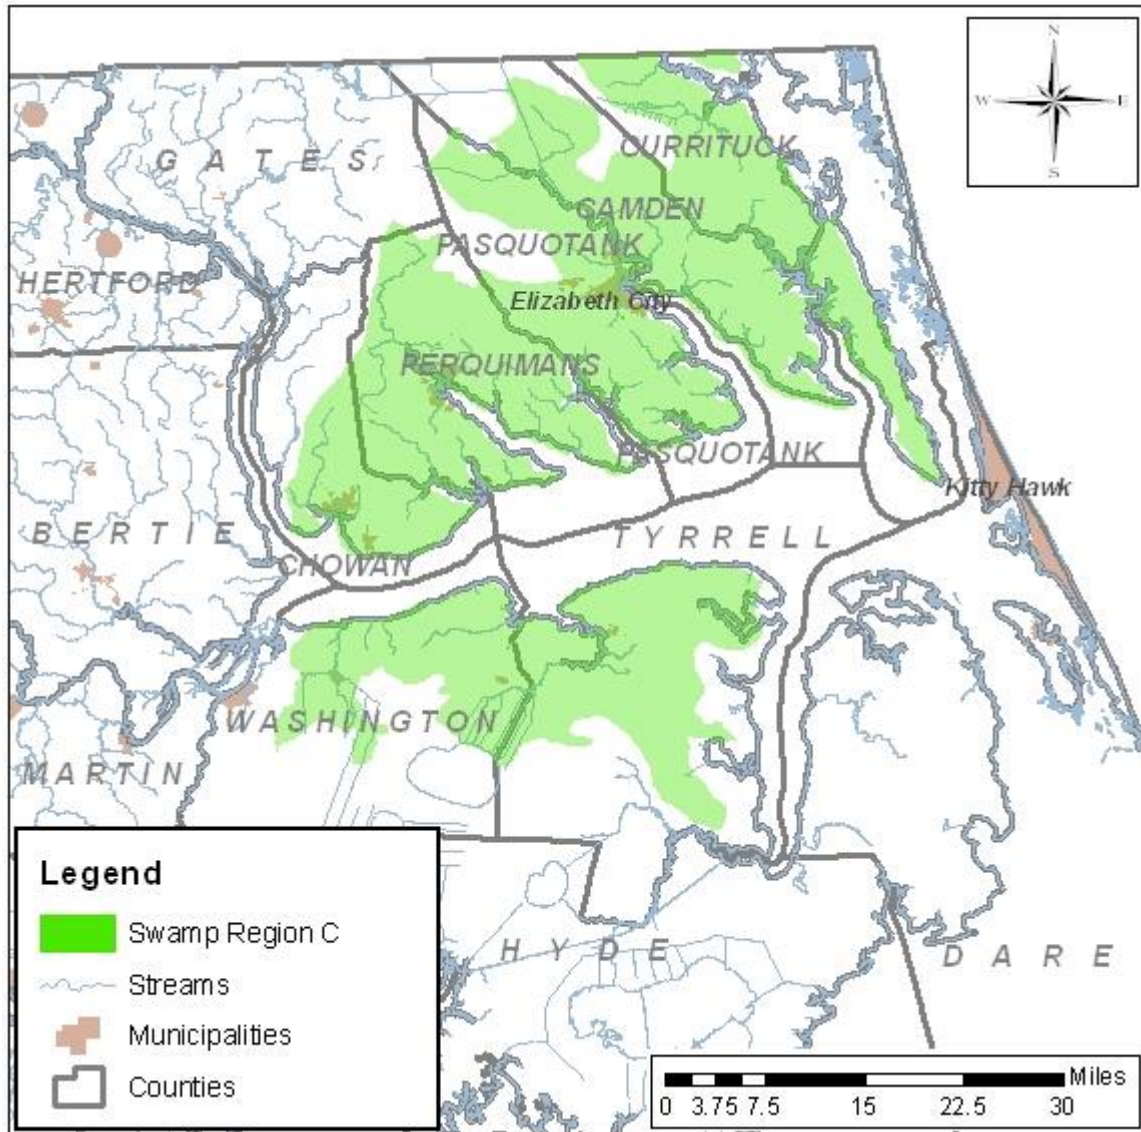 N
W E
S
CURRITUCK
G A T E S
CAMDEN
PASQUOTANK
HERTFORD
Elizabeth City
PERQUIMANS
PASQUOTANK
Kitty Hawk
B E R T I E
T Y R R E L L
CHOWAN
WASHINGTON
MARTIN
H Y D E
D A R E
Legend
Swamp Region C
Streams
Municipalities
Counties
Miles
0 3.75 7.5 15 22.5 30